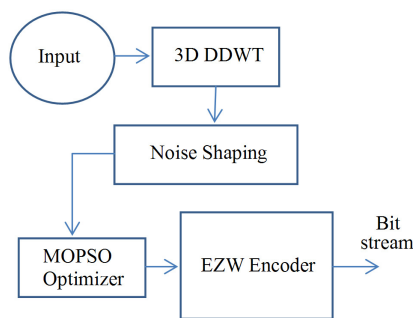 Input
3D DDWT
Noise Shaping
MOPSO
Optimizer
EZW Encoder
Bit
stream